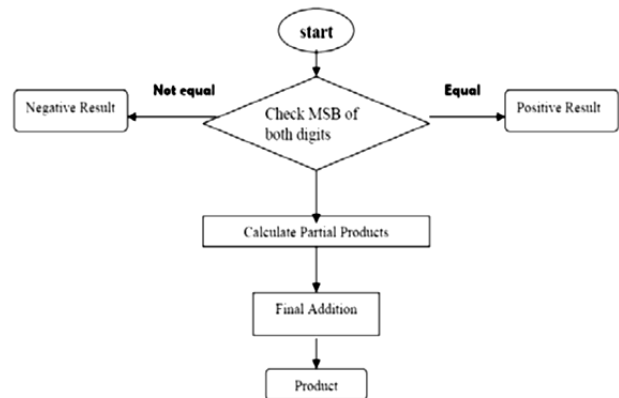 start
Not equal
Equal
Negative Result
Check MSB of
both digits
Positive Result
Calculate Partial Products
Final Addition
Product